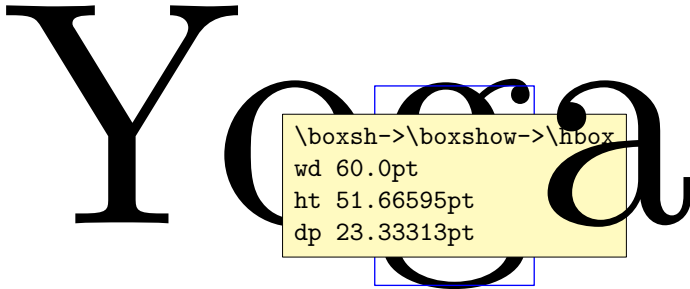 Yoga
\boxsh->\boxshow->\hbox
wd 60.0pt
ht 51.66595pt
dp 23.33313pt